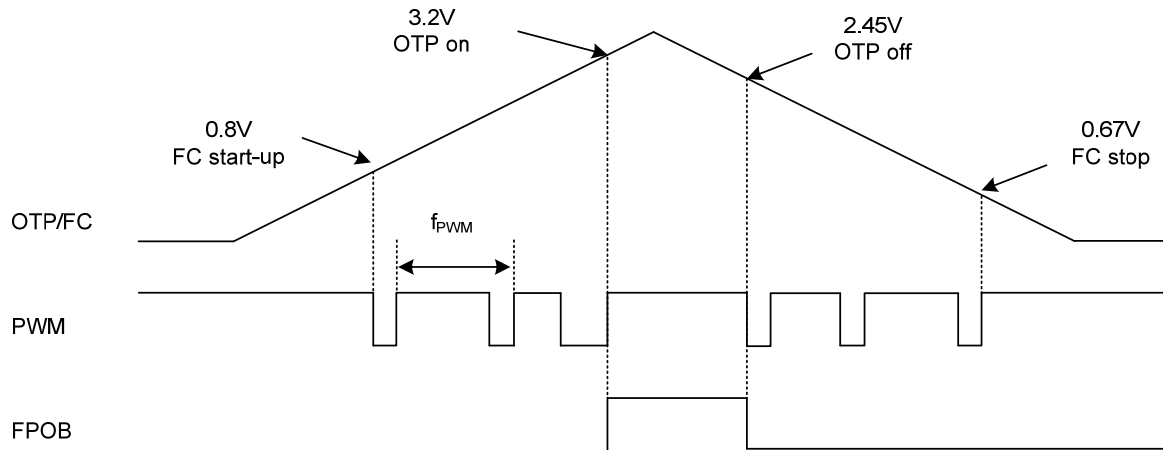 3.2V
OTP on
2.45V
OTP off
0.8V
FC start-up
0.67V
FC stop
OTP/FC
fPWM
PWM
FPOB